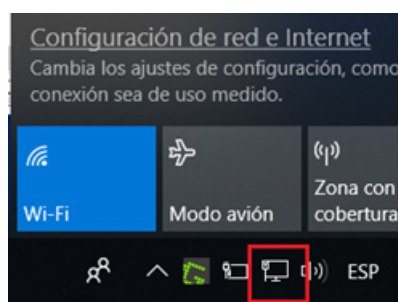 Configuración de red e Internet
Cambia los ajustes de configuración, como
conexión sea de uso medido.
Wi-Fi
Modo avión
Zona con
cobertura
ESP